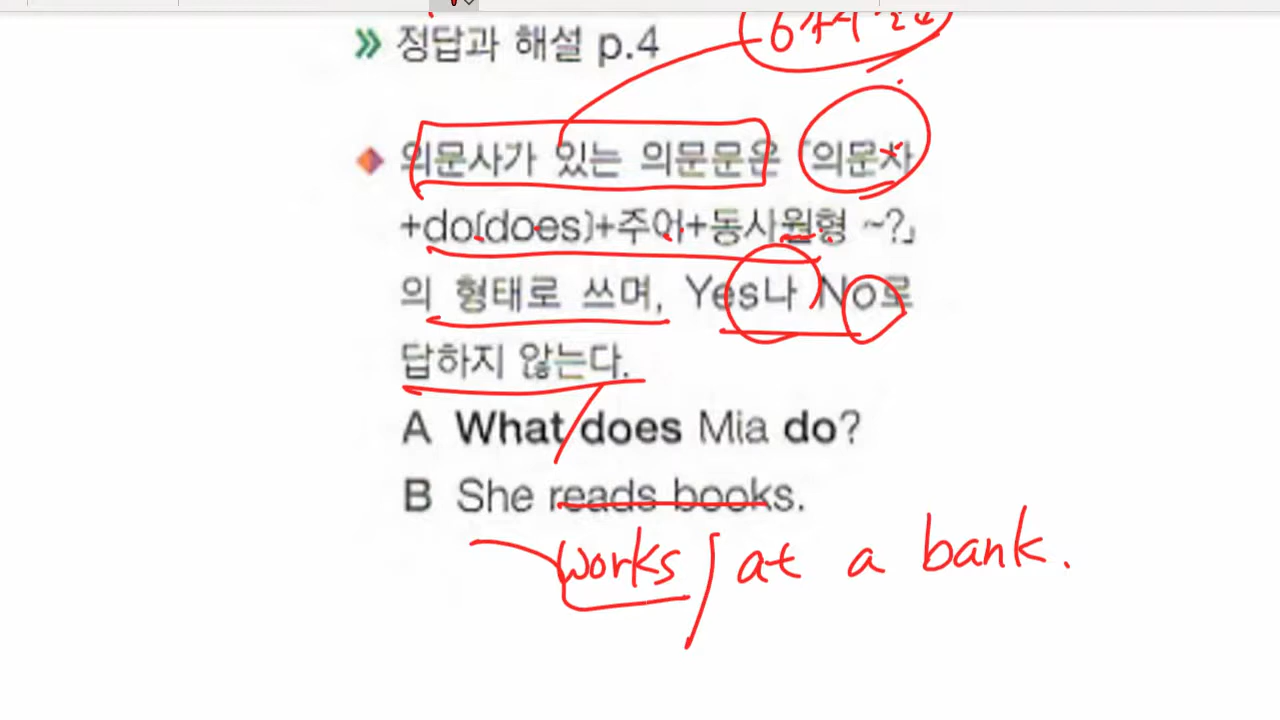 >> 정답과 해설 p.4
의문사가 있는 의문문은 「의문사
+do(does)+주어+동사원형 ~?」
의 형태로 쓰며, Yes나 No로
답하지 않는다.
A What does Mia do?
B She reads books.
works / at a bank.